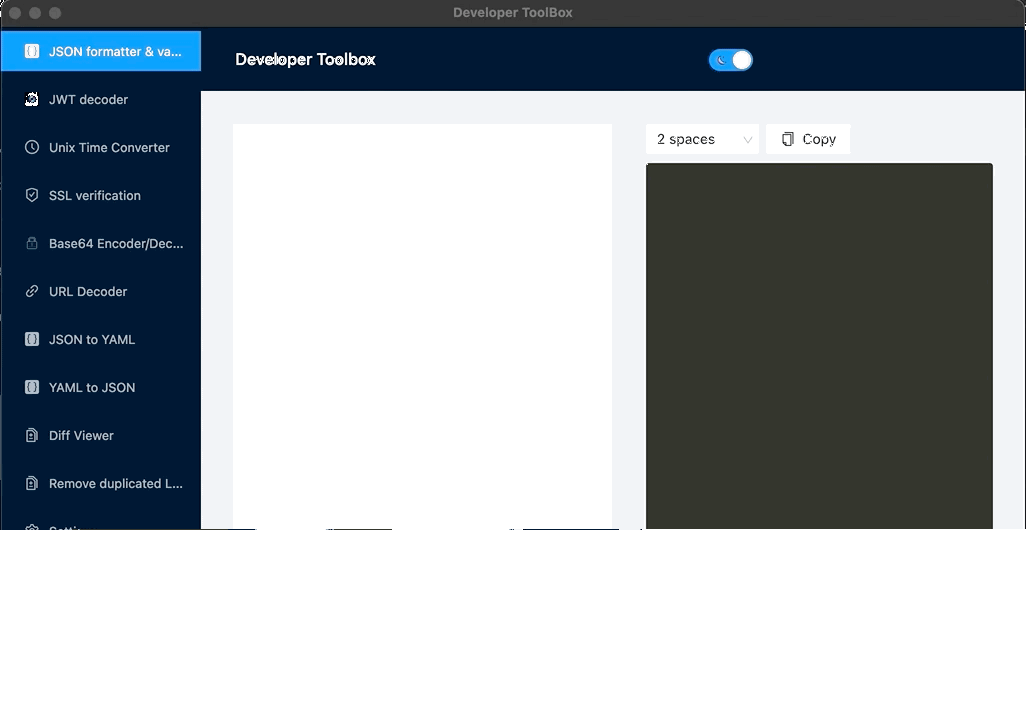 Developer ToolBox
JSON formatter & va...
Developer Toolbox
JWT decoder
2 spaces
Copy
Unix Time Converter
SSL verification
Base64 Encoder/Dec...
URL Decoder
JSON to YAML
YAML to JSON
Diff Viewer
Remove duplicated L...